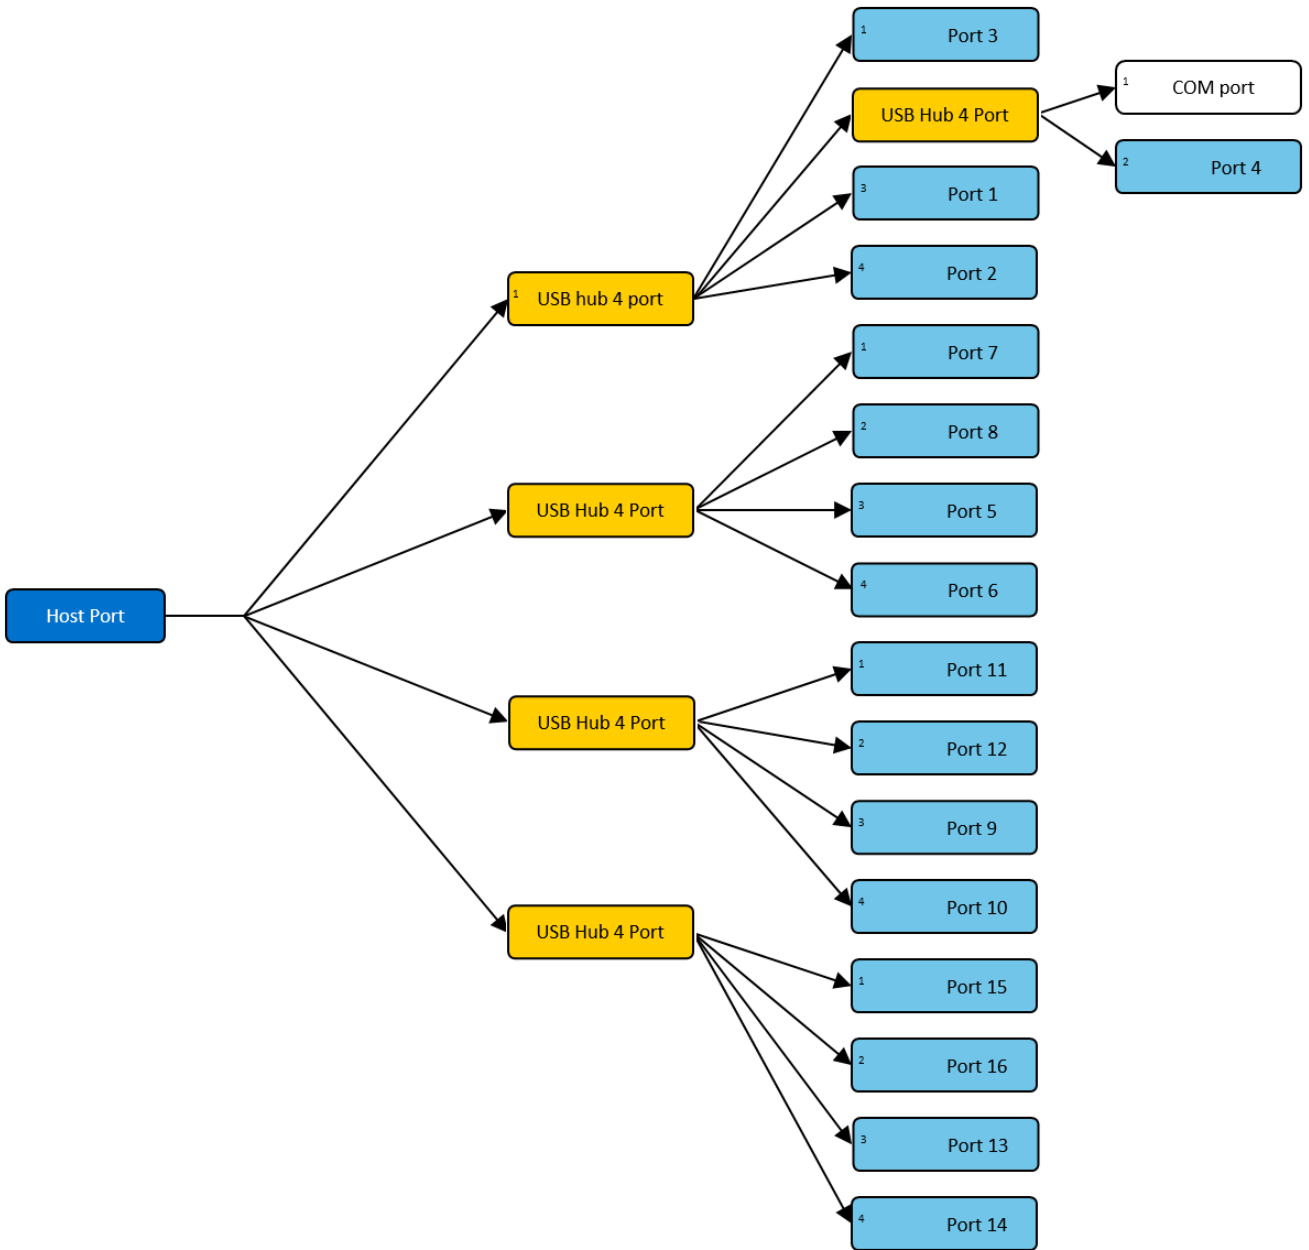 1 Port 3
USB Hub 4 Port
1 COM port
2 Port 4
3 Port 1
4 Port 2
1 USB hub 4 port
1 Port 7
2 Port 8
USB Hub 4 Port
3 Port 5
4 Port 6
Host Port
1 Port 11
USB Hub 4 Port
2 Port 12
3 Port 9
4 Port 10
USB Hub 4 Port
1 Port 15
2 Port 16
3 Port 13
4 Port 14